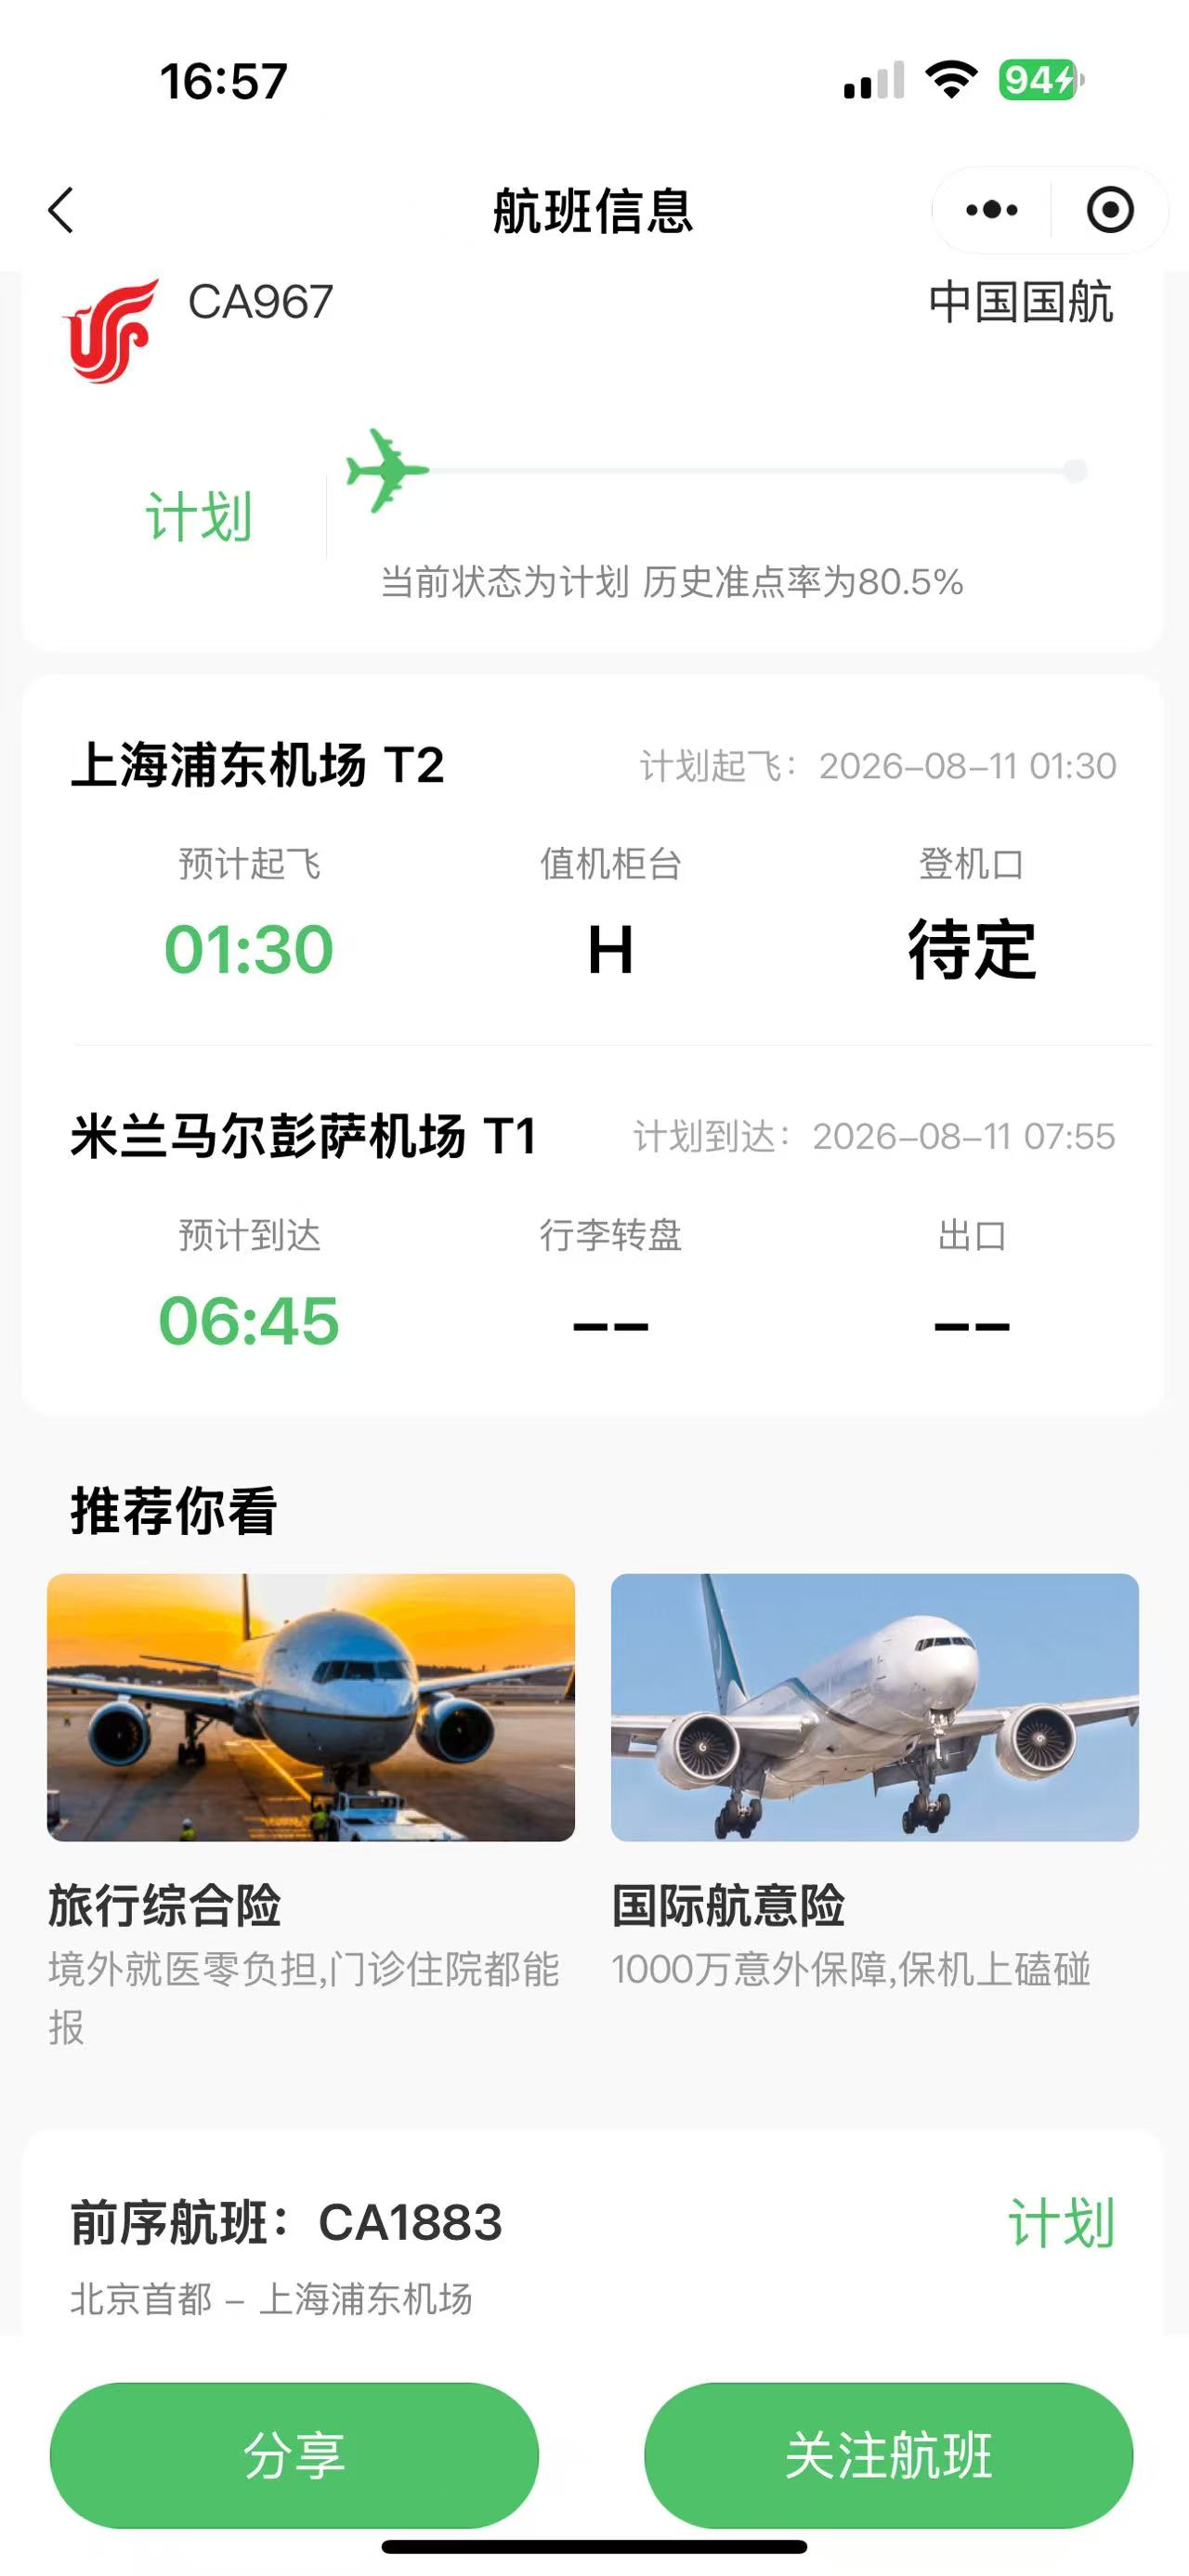 16:57
94
航班信息
CA967
中国国航
计划
当前状态为计划 历史准点率为80.5%
上海浦东机场 T2
计划起飞：2026-08-11 01:30
预计起飞
值机柜台
登机口
01:30
H
待定
米兰马尔彭萨机场 T1
计划到达：2026-08-11 07:55
预计到达
行李转盘
出口
06:45
--
--
推荐你看
旅行综合险
国际航意险
境外就医零负担,门诊住院都能
报
1000万意外保障,保机上磕碰
前序航班：CA1883
计划
北京首都 - 上海浦东机场
分享
关注航班